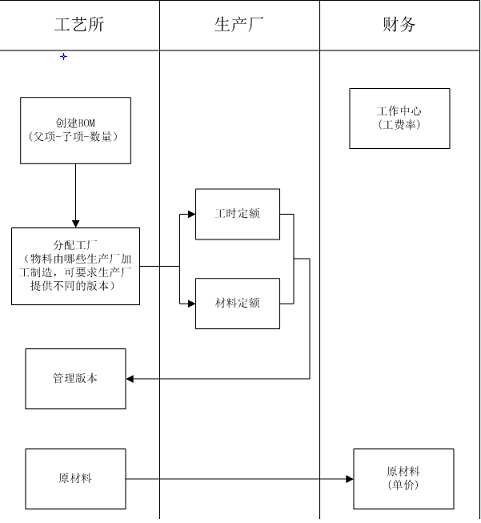 工艺所
生产厂
财务
创建BOM
(父项-子项-数量)
工作中心
(工费率)
工时定额
分配工厂
(物料由哪些生产厂加
工制造，可要求生产厂
提供不同的版本)
材料定额
管理版本
原材料
原材料
(单价)